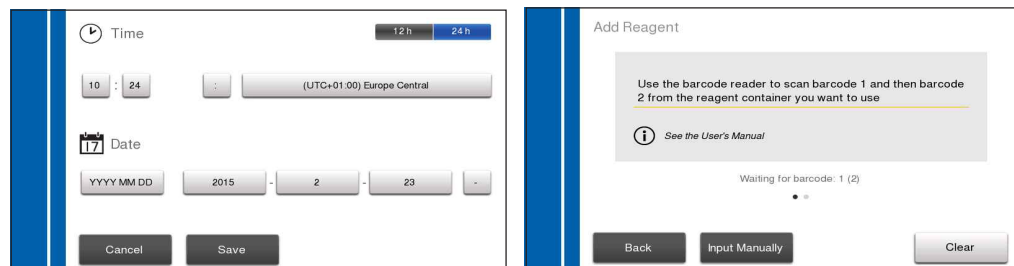 Time
12 h 24 h
10 : 24 : (UTC+01:00) Europe Central
17 Date
YYYY MM DD 2015 - 2 - 23 -
Cancel Save
Add Reagent
Use the barcode reader to scan barcode 1 and then barcode
2 from the reagent container you want to use
i See the User's Manual
Waiting for barcode: 1 (2)
Back Input Manually Clear